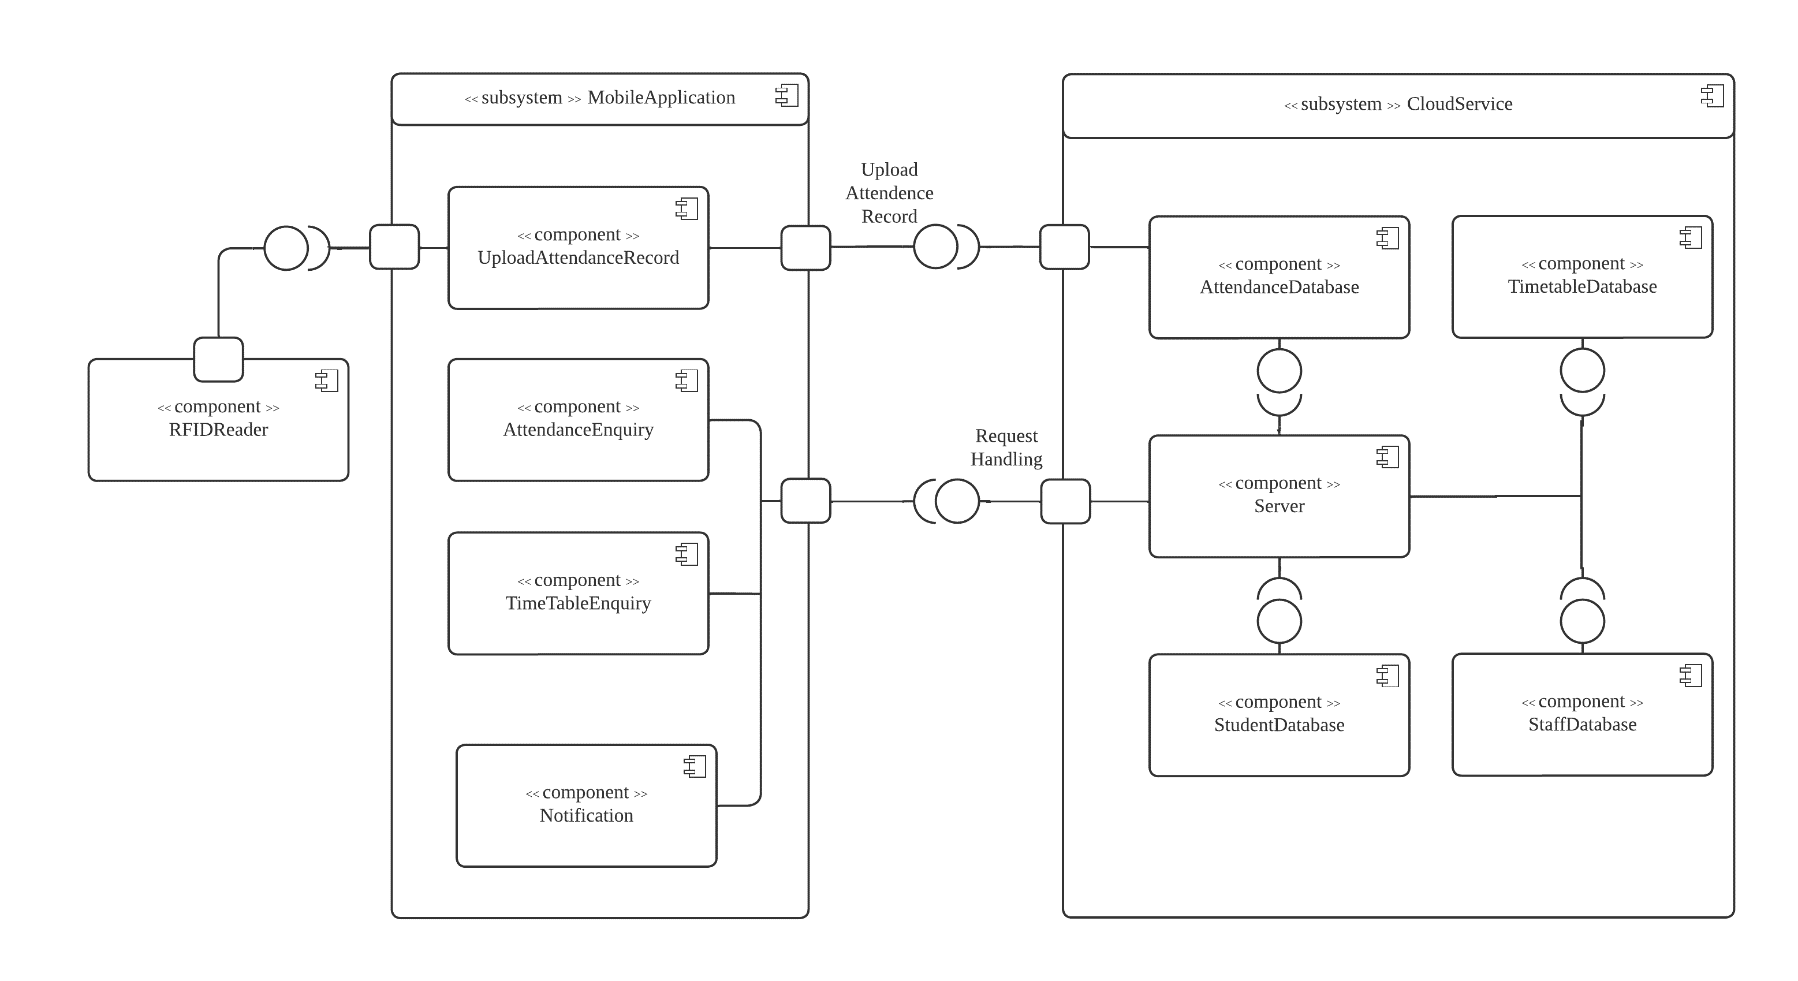 << subsystem >> MobileApplication
<< subsystem >> CloudService
Upload
Attendence
Record
<< component >>
UploadAttendanceRecord
<< component >>
AttendanceDatabase
<< component >>
TimetableDatabase
<< component >>
RFIDReader
<< component >>
AttendanceEnquiry
Request
Handling
<< component >>
Server
<< component >>
TimeTableEnquiry
<< component >>
StudentDatabase
<< component >>
StaffDatabase
<< component >>
Notification